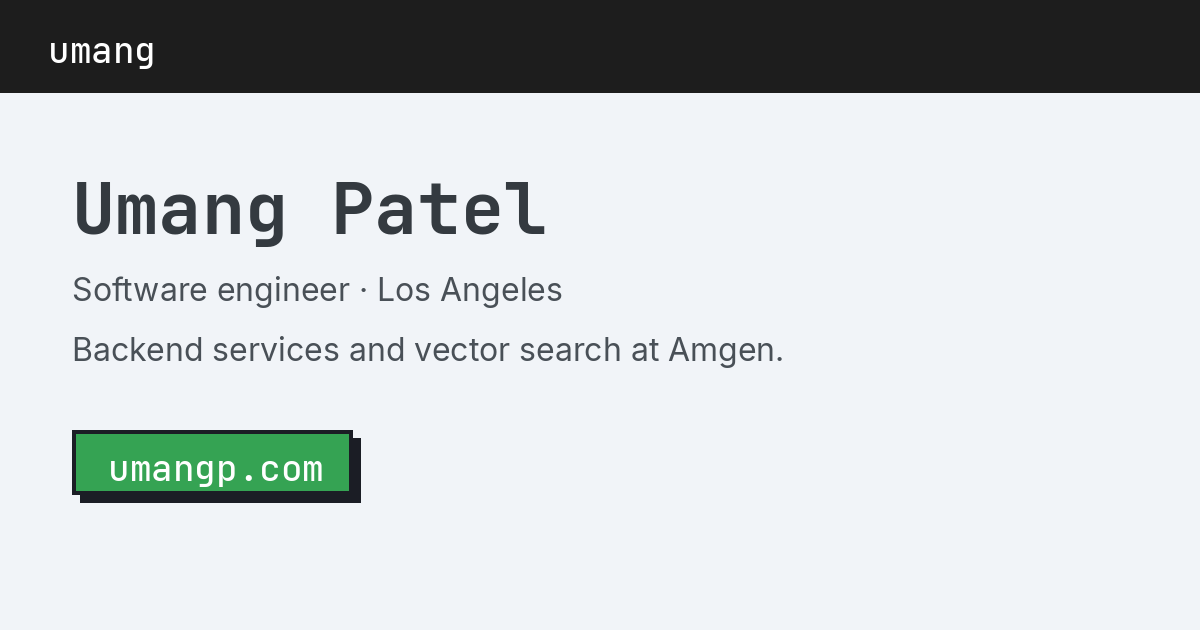 umang
Umang Patel
Software engineer · Los Angeles
Backend services and vector search at Amgen.
umangp.com